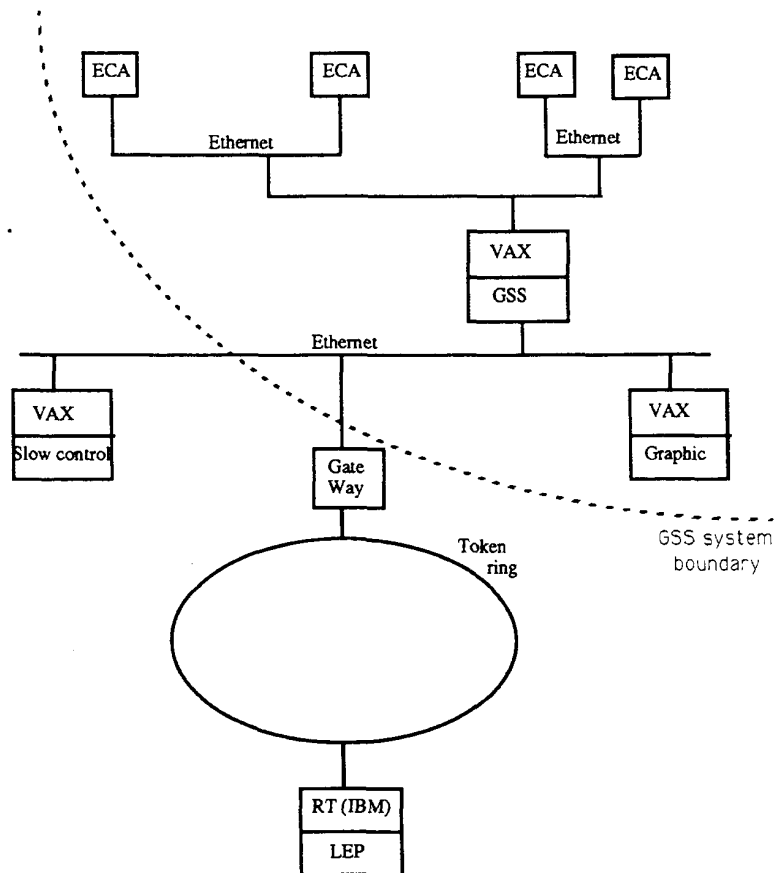 ECA
ECA
ECA
ECA
Ethernet
Ethernet
VAX
GSS
Ethernet
VAX
Slow control
VAX
Graphic
Gate
Way
GSS system
boundary
Token
ring
RT (IBM)
LEP